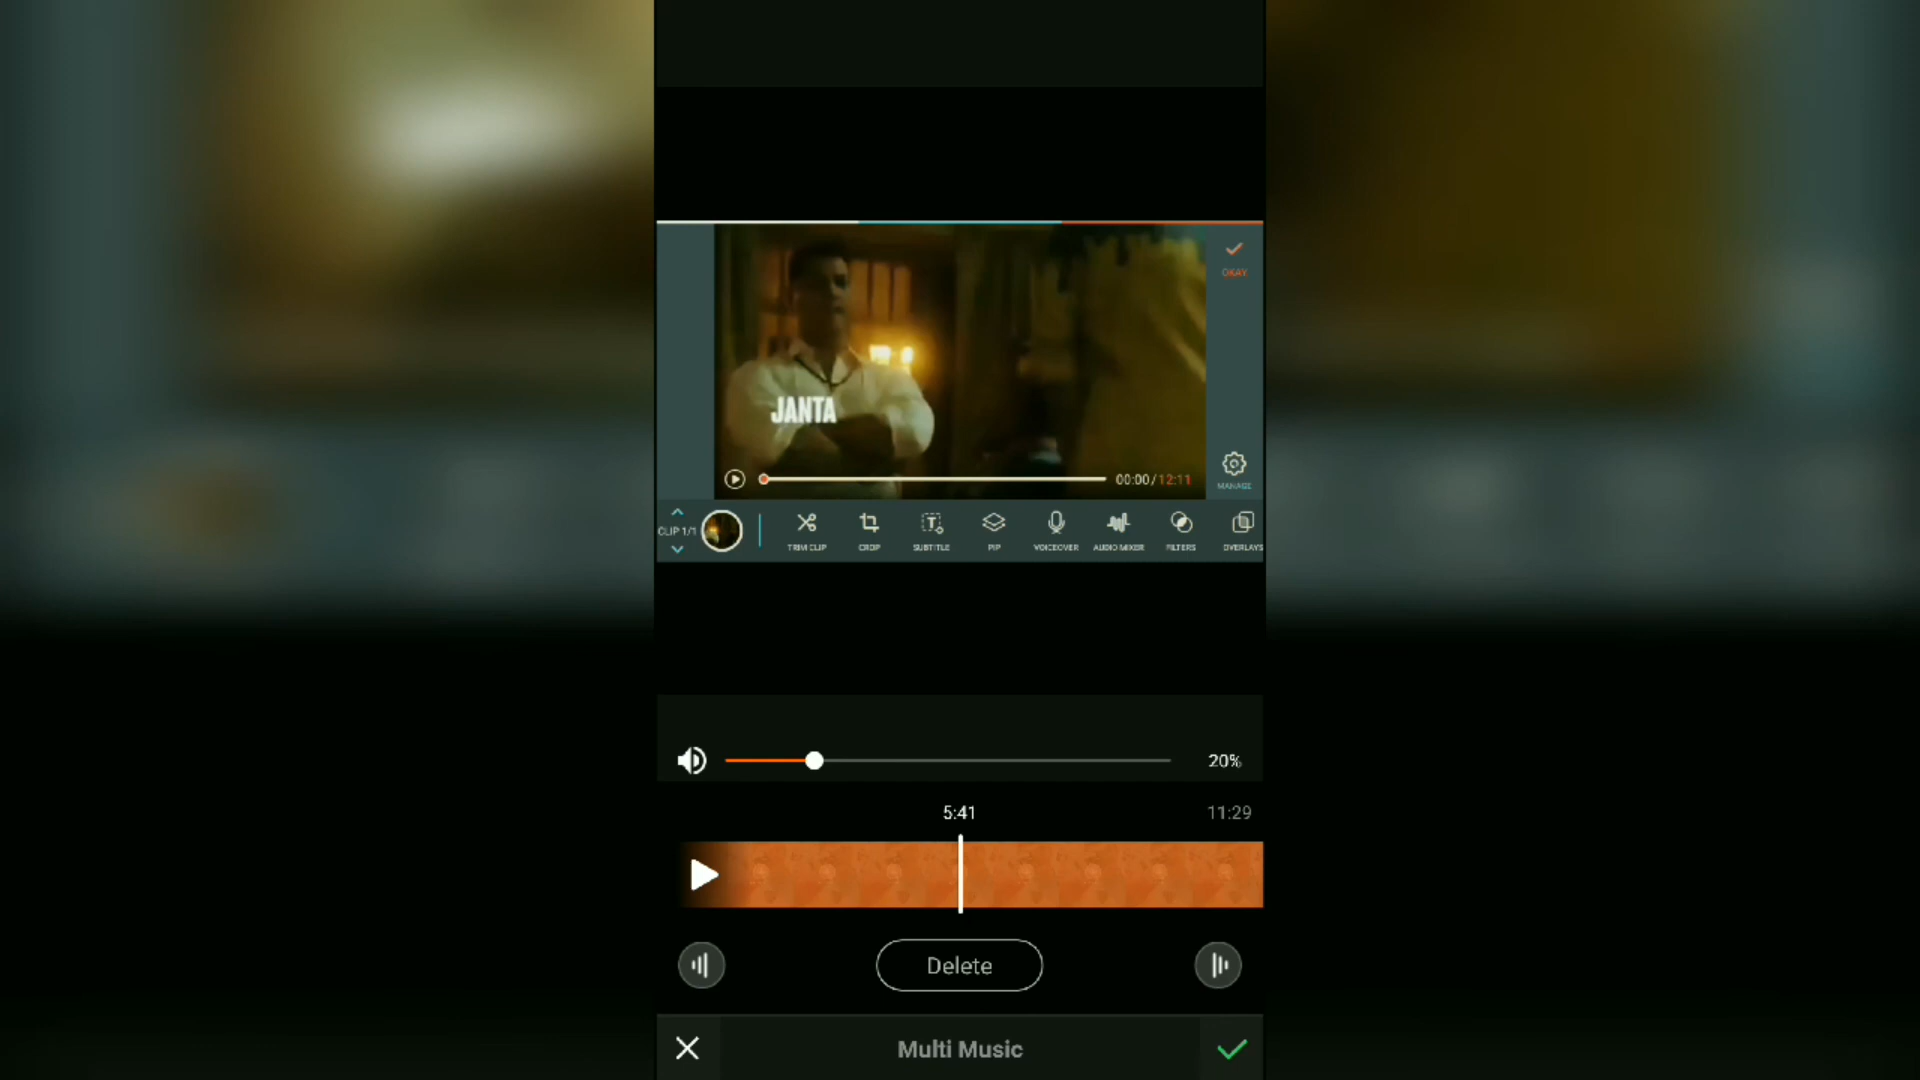 OKAY
JANTA
00:00/12:11
MANAGE
CLIP 1/1
TRIM CLIP
CROP
SUBTITLE
PIP
VOICEOVER
AUDIO MIXER
FILTERS
OVERLAYS
20%
5:41
11:29
Delete
Multi Music